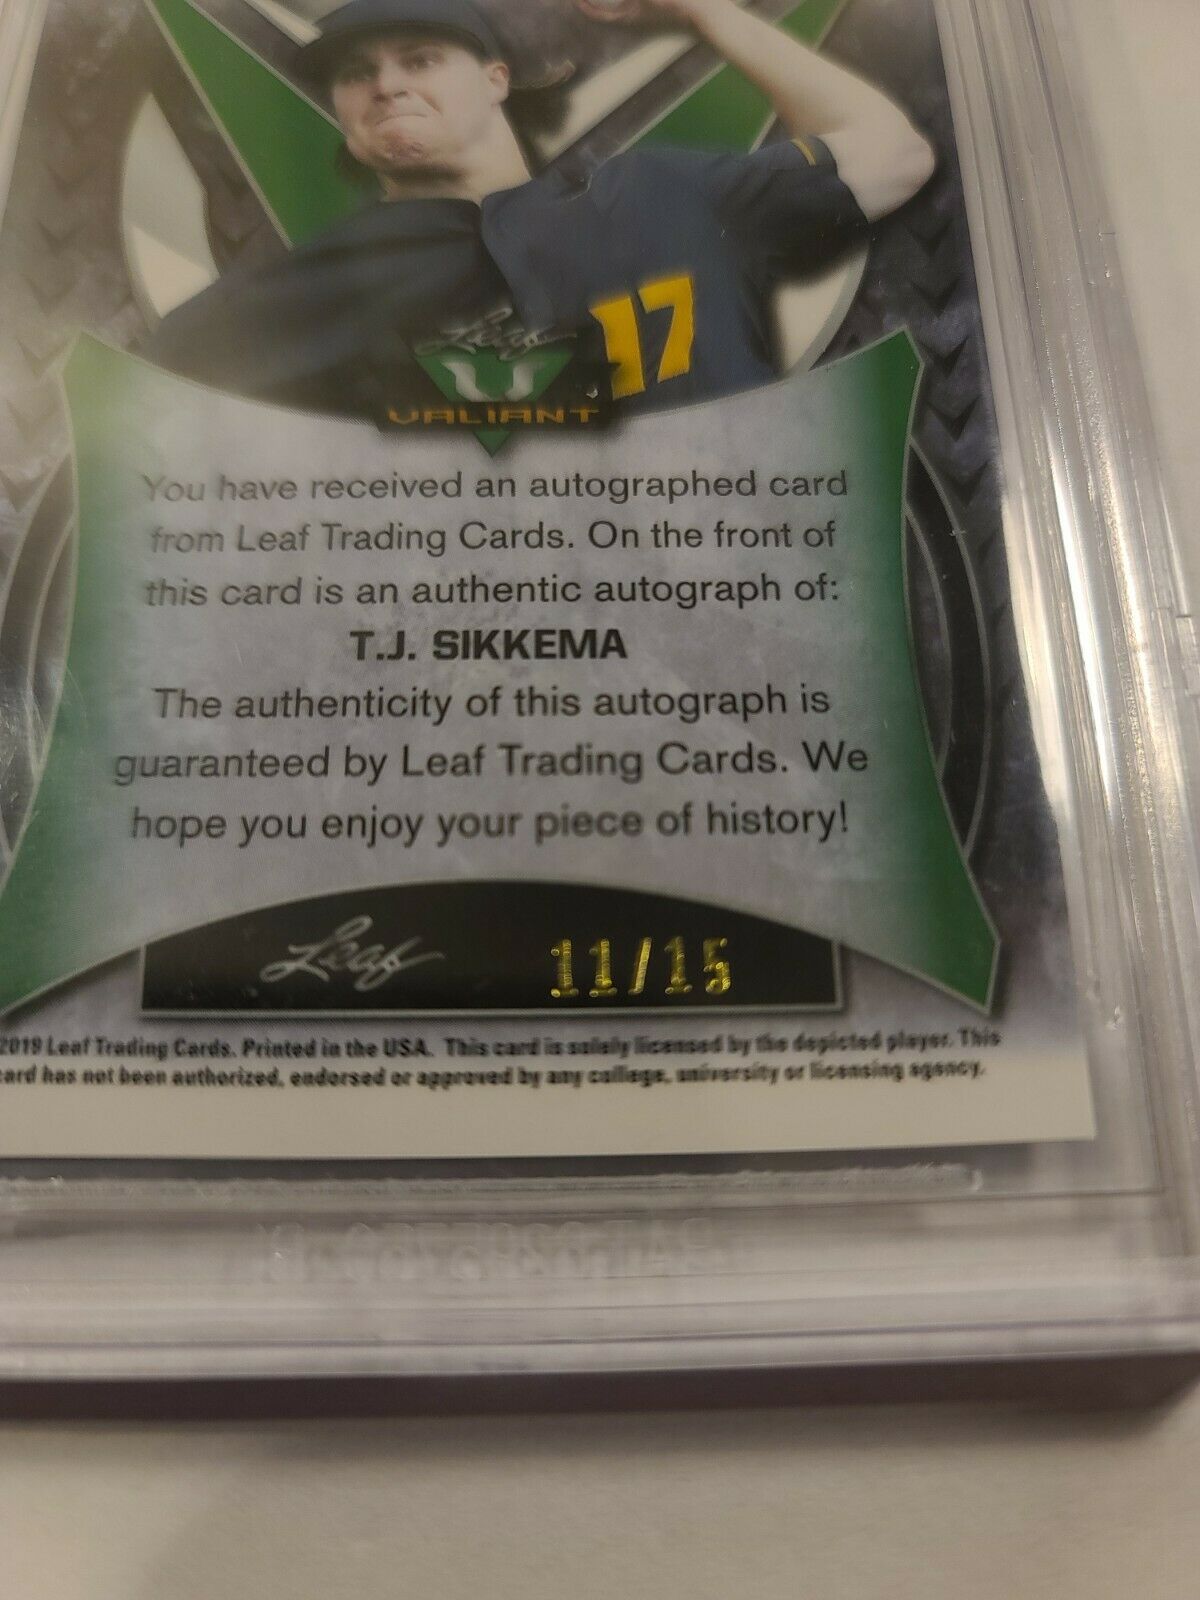 17
Leaf
VALIANT
You have received an autographed card
from Leaf Trading Cards. On the front of
this card is an authentic autograph of:
T.J. SIKKEMA
The authenticity of this autograph is
guaranteed by Leaf Trading Cards. We
hope you enjoy your piece of history!
Leaf 11/15
2019 Leaf Trading Cards. Printed in the USA. This card is solely licensed by the depicted player. This
card has not been authorized, endorsed or approved by any college, university or licensing agency.